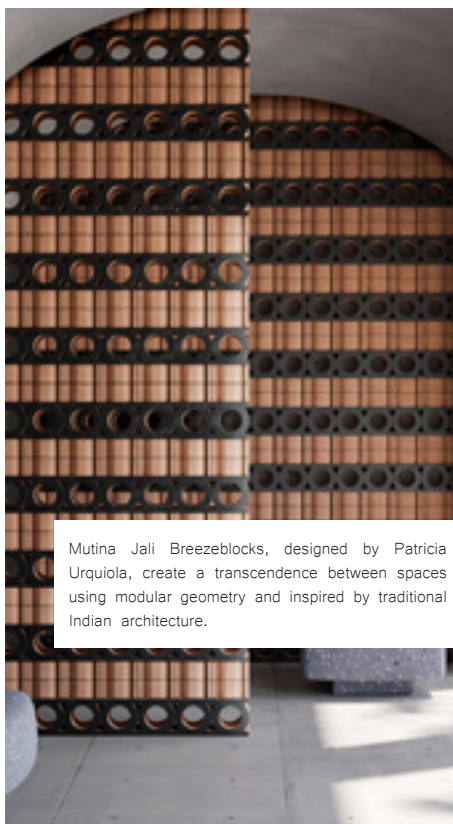 Mutina Jali Breezeblocks, designed by Patricia
Urquiola, create a transcendence between spaces
using modular geometry and inspired by traditional
Indian architecture.